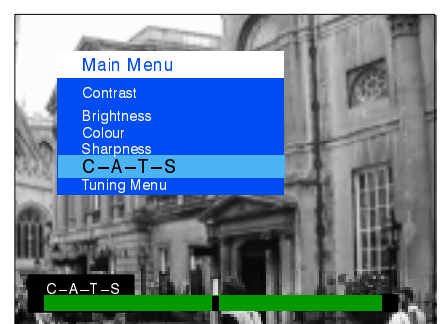 Main Menu
Contrast
Brightness
Colour
Sharpness
C–A–T–S
Tuning Menu
C–A–T–S